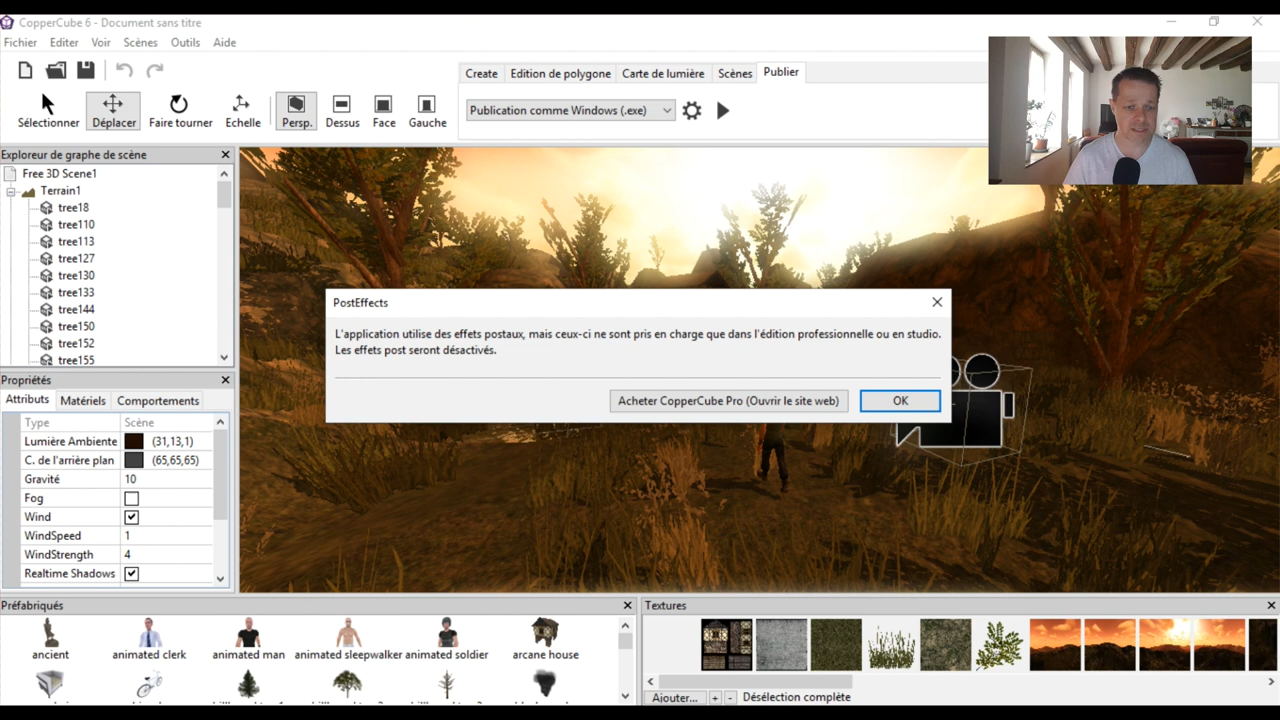 CopperCube 6 - Document sans titre
Fichier Editer Voir Scènes Outils Aide
Create Edition de polygone Carte de lumière Scènes Publier
Publication comme Windows (.exe)
Sélectionner Déplacer Faire tourner Echelle Persp. Dessus Face Gauche
Exploreur de graphe de scène
Free 3D Scene1
Terrain1
tree18
tree110
tree113
tree127
tree130
tree133
tree144
tree150
tree152
tree155
PostEffects
L'application utilise des effets postaux, mais ceux-ci ne sont pris en charge que dans l'édition professionnelle ou en studio.
Les effets post seront désactivés.
Acheter CopperCube Pro (Ouvrir le site web) OK
Propriétés
Attributs Matériels Comportements
Type Scène
Lumière Ambiente (31,13,1)
C. de l'arrière plan (65,65,65)
Gravité 10
Fog
Wind
WindSpeed 1
WindStrength 4
Realtime Shadows
Préfabriqués
ancient animated clerk animated man animated sleepwalker animated soldier arcane house
Textures
Ajouter... + - Désélection complète